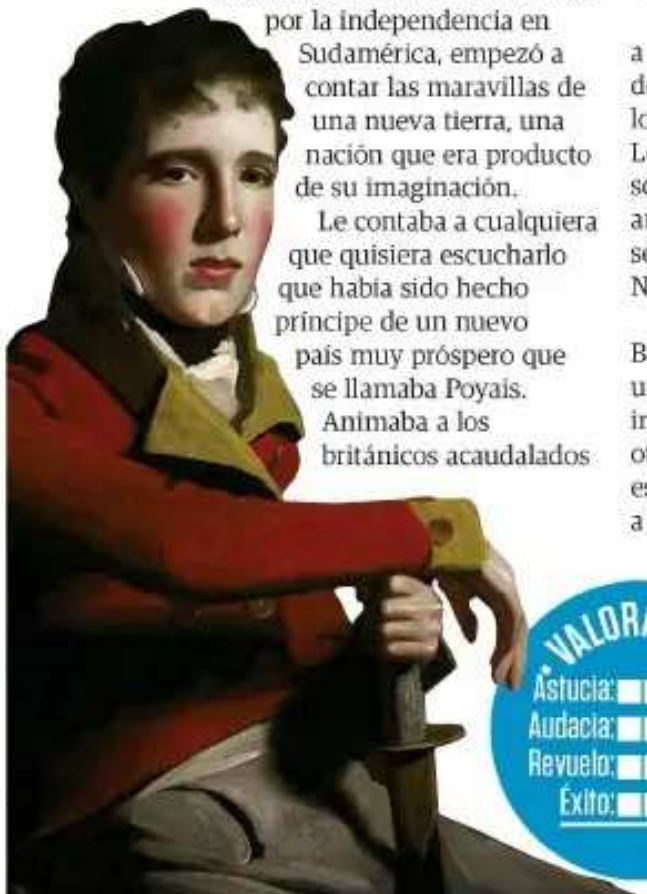 por la independencia en
Sudamérica, empezó a
contar las maravillas de
una nueva tierra, una
nación que era producto
de su imaginación.
Le contaba a cualquiera
que quisiera escucharlo
que había sido hecho
príncipe de un nuevo
país muy próspero que
se llamaba Poyais.
Animaba a los
británicos acaudalados
a
Astucia:
Audacia:
Revuelo:
Éxito: